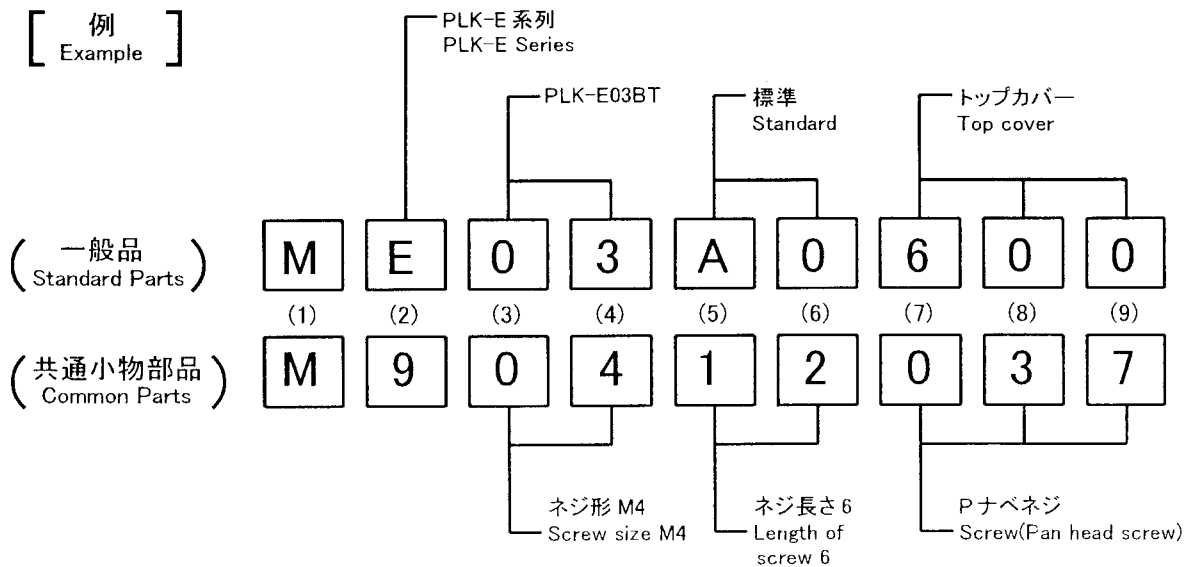 例
Example
PLK-E 系列
PLK-E Series
PLK-E03BT
標準
Standard
トップカバー
Top cover
一般品
Standard Parts
M E 0 3 A 0 6 0 0
(1) (2) (3) (4) (5) (6) (7) (8) (9)
共通小物部品
Common Parts
M 9 0 4 1 2 0 3 7
ネジ形 M4
Screw size M4
ネジ長さ 6
Length of
screw 6
Pナベネジ
Screw(Pan head screw)